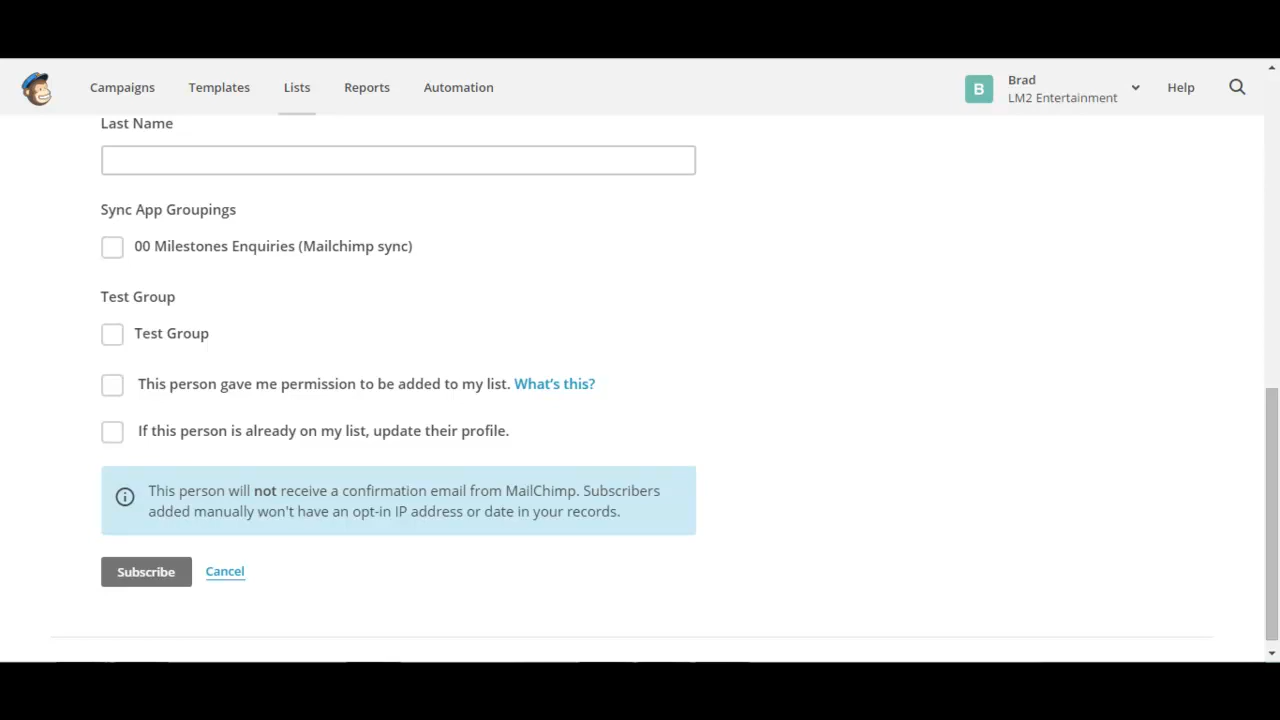 Campaigns Templates Lists Reports Automation
B
Brad
LM2 Entertainment
Help
Last Name
Sync App Groupings
00 Milestones Enquiries (Mailchimp sync)
Test Group
Test Group
This person gave me permission to be added to my list. What's this?
If this person is already on my list, update their profile.
This person will not receive a confirmation email from MailChimp. Subscribers
added manually won't have an opt-in IP address or date in your records.
Subscribe Cancel